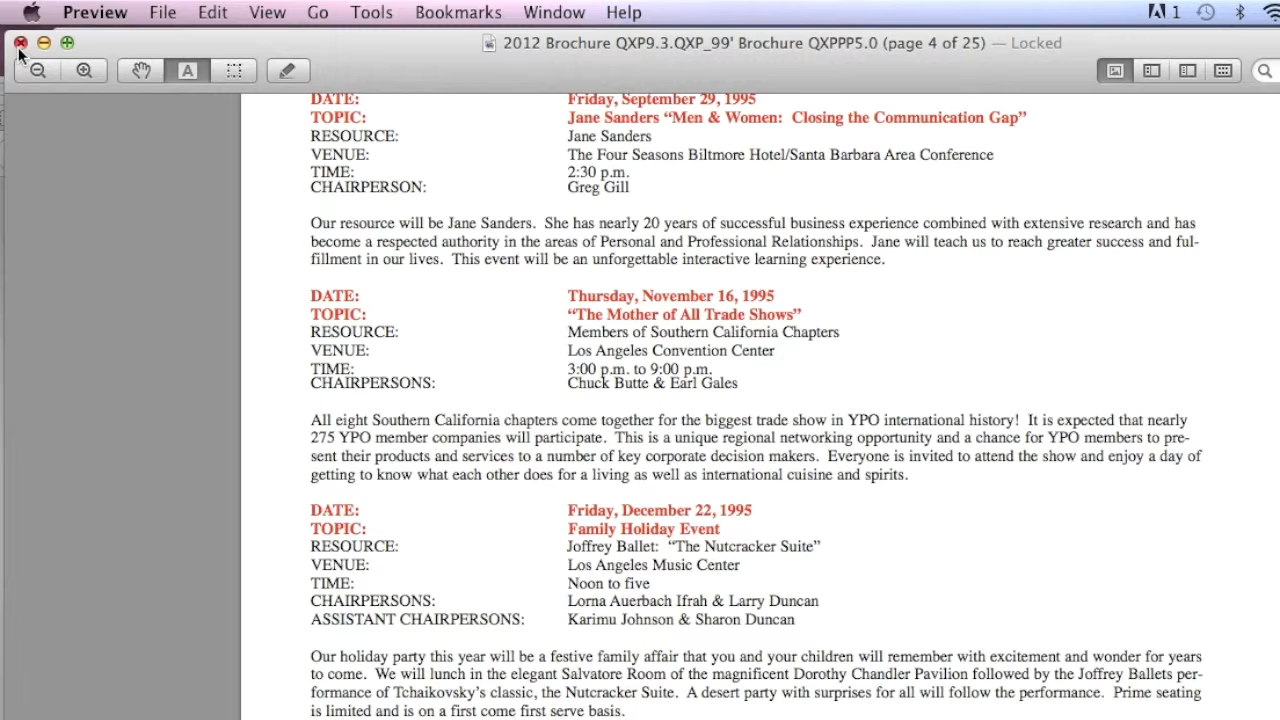 Preview File Edit View Go Tools Bookmarks Window Help 1
2012 Brochure QXP9.3.QXP_99' Brochure QXPPP5.0 (page 4 of 25) — Locked
A
DATE: Friday, September 29, 1995
TOPIC: Jane Sanders “Men & Women: Closing the Communication Gap”
RESOURCE: Jane Sanders
VENUE: The Four Seasons Biltmore Hotel/Santa Barbara Area Conference
TIME: 2:30 p.m.
CHAIRPERSON: Greg Gill
Our resource will be Jane Sanders. She has nearly 20 years of successful business experience combined with extensive research and has
become a respected authority in the areas of Personal and Professional Relationships. Jane will teach us to reach greater success and ful-
fillment in our lives. This event will be an unforgettable interactive learning experience.
DATE: Thursday, November 16, 1995
TOPIC: “The Mother of All Trade Shows”
RESOURCE: Members of Southern California Chapters
VENUE: Los Angeles Convention Center
TIME: 3:00 p.m. to 9:00 p.m.
CHAIRPERSONS: Chuck Butte & Earl Gales
All eight Southern California chapters come together for the biggest trade show in YPO international history! It is expected that nearly
275 YPO member companies will participate. This is a unique regional networking opportunity and a chance for YPO members to pre-
sent their products and services to a number of key corporate decision makers. Everyone is invited to attend the show and enjoy a day of
getting to know what each other does for a living as well as international cuisine and spirits.
DATE: Friday, December 22, 1995
TOPIC: Family Holiday Event
RESOURCE: Joffrey Ballet: “The Nutcracker Suite”
VENUE: Los Angeles Music Center
TIME: Noon to five
CHAIRPERSONS: Lorna Auerbach Ifrah & Larry Duncan
ASSISTANT CHAIRPERSONS: Karimu Johnson & Sharon Duncan
Our holiday party this year will be a festive family affair that you and your children will remember with excitement and wonder for years
to come. We will lunch in the elegant Salvatore Room of the magnificent Dorothy Chandler Pavilion followed by the Joffrey Ballets per-
formance of Tchaikovsky’s classic, the Nutcracker Suite. A desert party with surprises for all will follow the performance. Prime seating
is limited and is on a first come first serve basis.